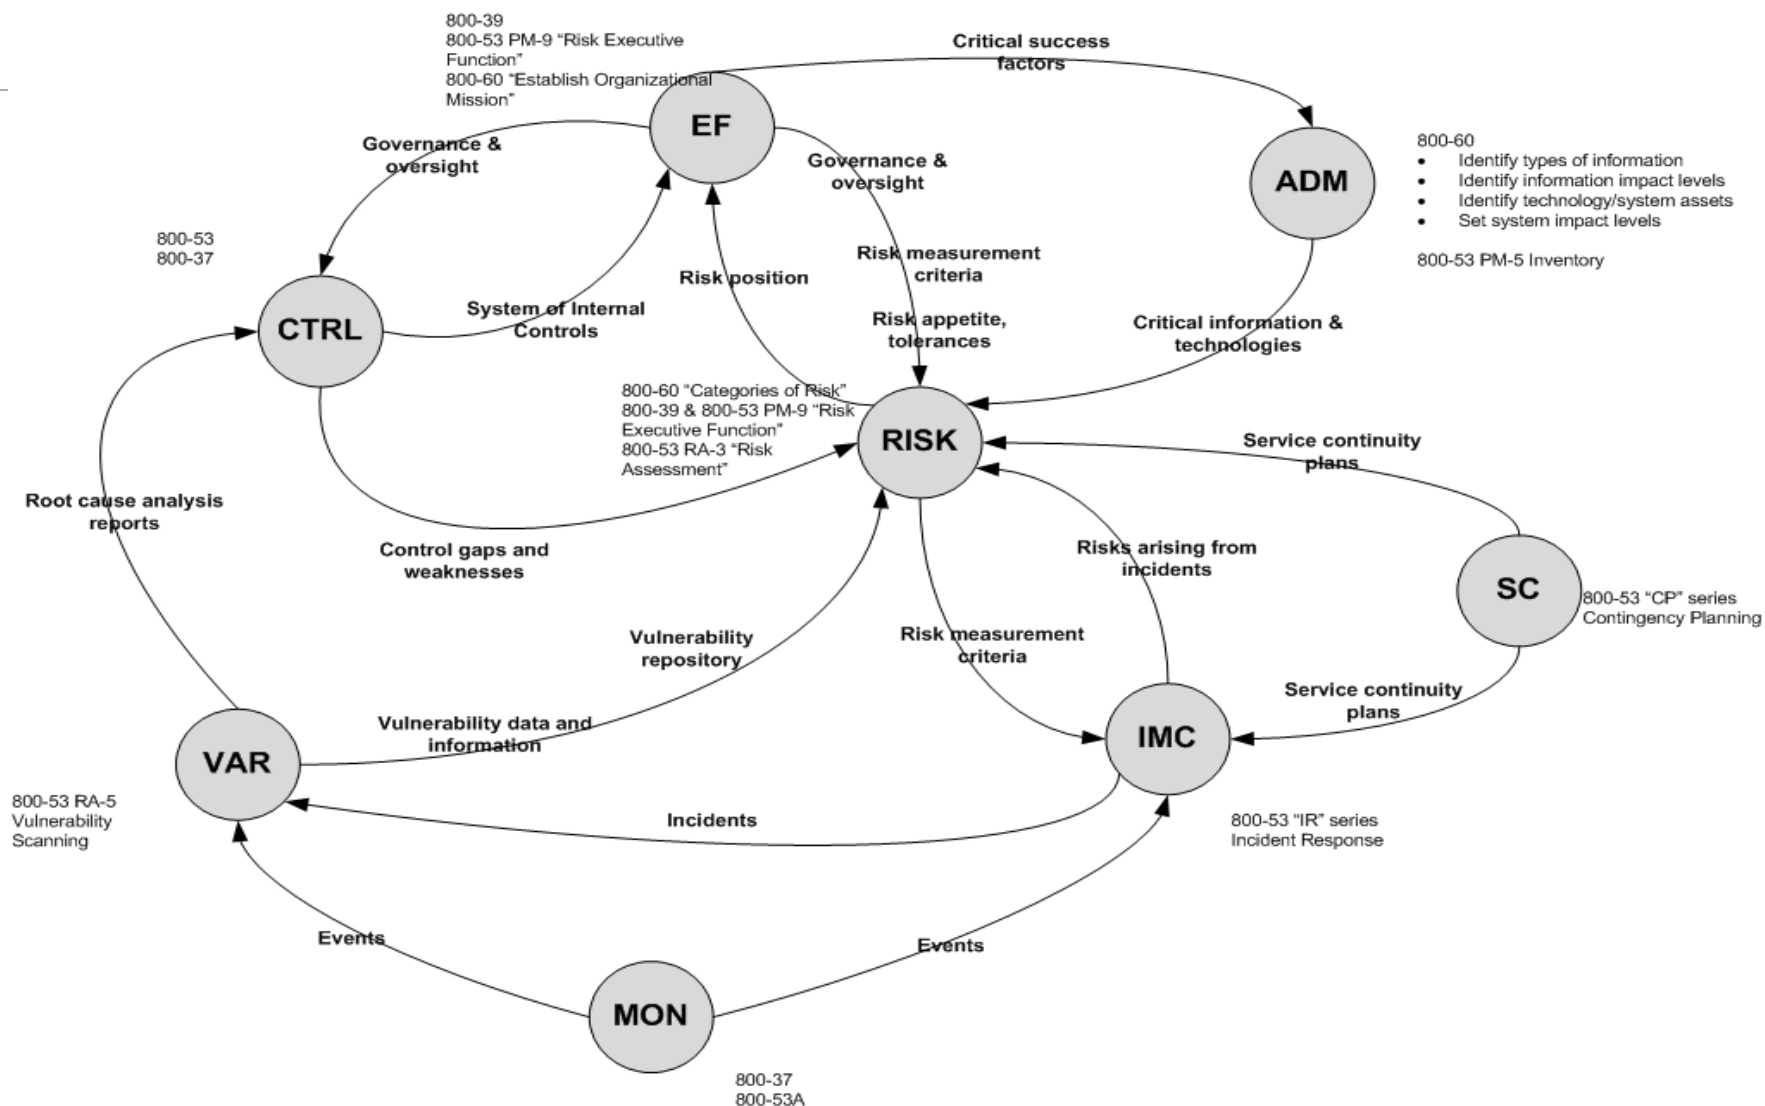 800-39
800-53 PM-9 “Risk Executive
Function”
800-60 “Establish Organizational
Mission”
Critical success
factors
EF
Governance &
oversight
Governance &
oversight
ADM
800-60
• Identify types of information
• Identify information impact levels
• Identify technology/system assets
• Set system impact levels
800-53 PM-5 Inventory
800-53
800-37
Risk measurement
criteria
Risk position
System of Internal
Controls
Risk appetite,
tolerances
Critical information &
technologies
CTRL
800-60 “Categories of Risk”
800-39 & 800-53 PM-9 “Risk
Executive Function”
800-53 RA-3 “Risk
Assessment”
RISK
Service continuity
plans
Root cause analysis
reports
Control gaps and
weaknesses
Risks arising from
incidents
SC
800-53 “CP” series
Contingency Planning
Vulnerability
repository
Risk measurement
criteria
Service continuity
plans
Vulnerability data and
information
VAR
IMC
800-53 RA-5
Vulnerability
Scanning
Incidents
800-53 “IR” series
Incident Response
Events
Events
MON
800-37
800-53A